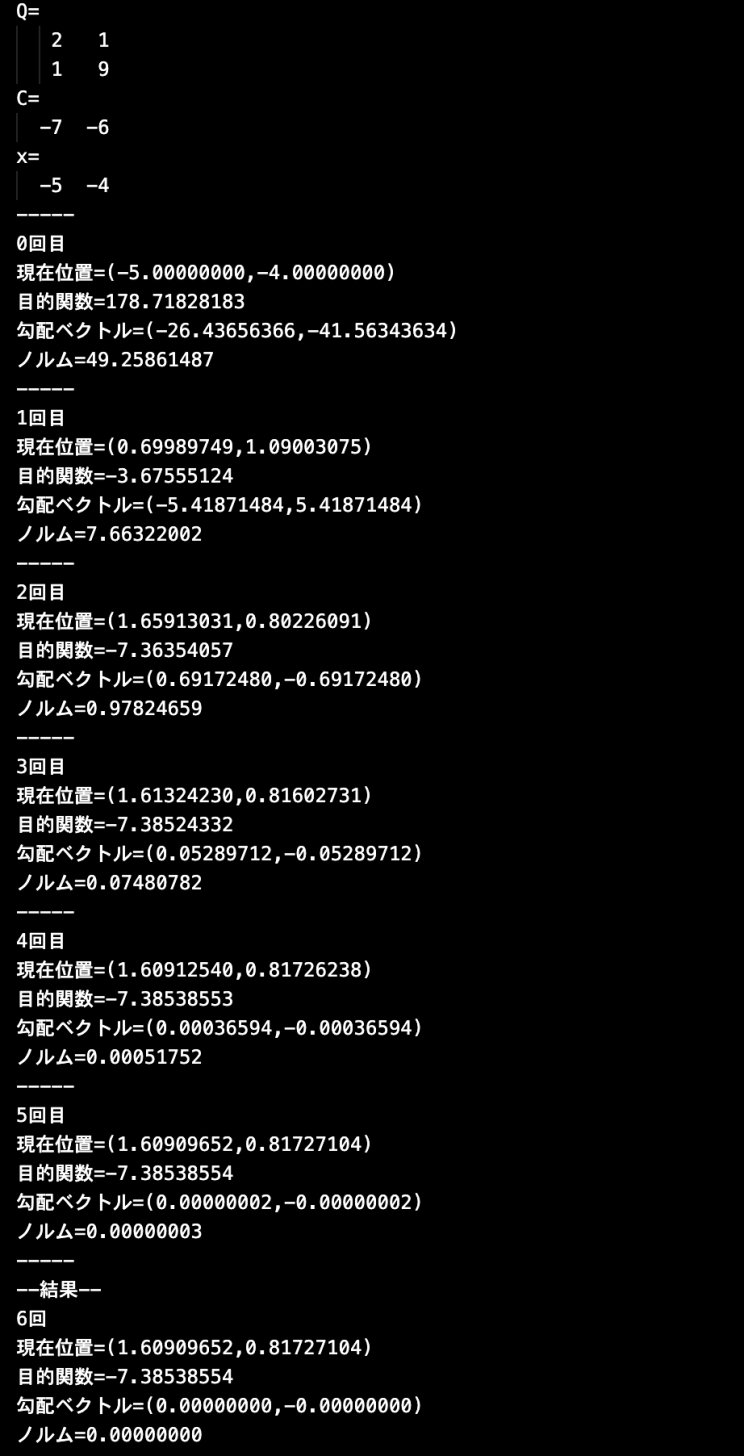 Q=
2 1
1 9
C=
-7 -6
x=
-5 -4
-----
0回目
現在位置=(-5.00000000,-4.00000000)
目的関数=178.71828183
勾配ベクトル=(-26.43656366,-41.56343634)
ノルム=49.25861487
-----
1回目
現在位置=(0.69989749,1.09003075)
目的関数=-3.67555124
勾配ベクトル=(-5.41871484,5.41871484)
ノルム=7.66322002
-----
2回目
現在位置=(1.65913031,0.80226091)
目的関数=-7.36354057
勾配ベクトル=(0.69172480,-0.69172480)
ノルム=0.97824659
-----
3回目
現在位置=(1.61324230,0.81602731)
目的関数=-7.38524332
勾配ベクトル=(0.05289712,-0.05289712)
ノルム=0.07480782
-----
4回目
現在位置=(1.60912540,0.81726238)
目的関数=-7.38538553
勾配ベクトル=(0.00036594,-0.00036594)
ノルム=0.00051752
-----
5回目
現在位置=(1.60909652,0.81727104)
目的関数=-7.38538554
勾配ベクトル=(0.00000002,-0.00000002)
ノルム=0.00000003
-----
--結果--
6回
現在位置=(1.60909652,0.81727104)
目的関数=-7.38538554
勾配ベクトル=(0.00000000,-0.00000000)
ノルム=0.00000000